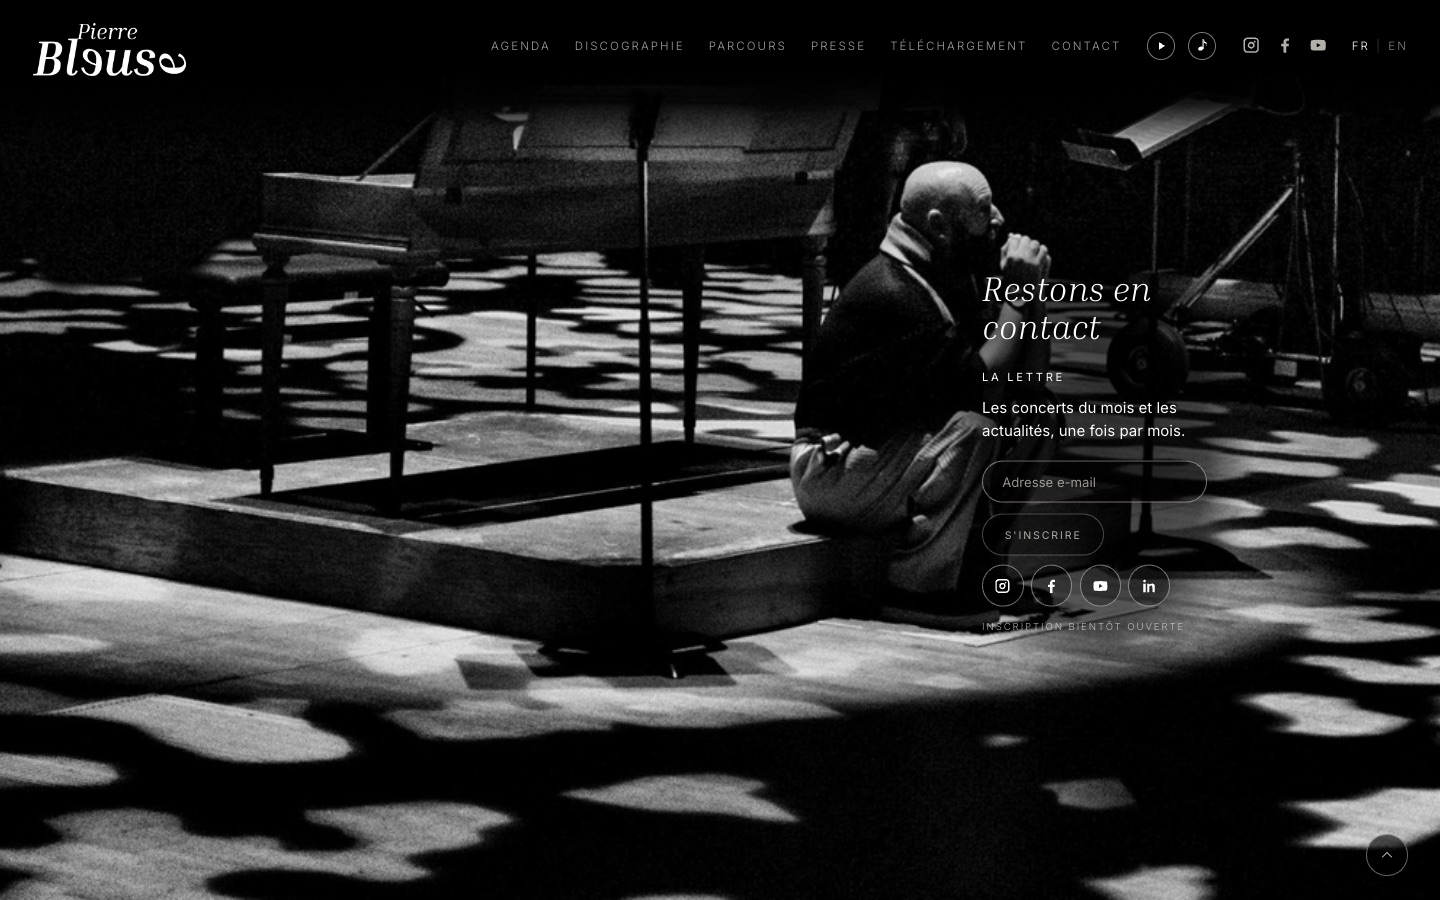 Pierre
Bleuse
AGENDA DISCOGRAPHIE PARCOURS PRESSE TÉLÉCHARGEMENT CONTACT FR | EN
Restons en
contact
LA LETTRE
Les concerts du mois et les
actualités, une fois par mois.
Adresse e-mail
S'INSCRIRE
INSCRIPTION BIENTÔT OUVERTE